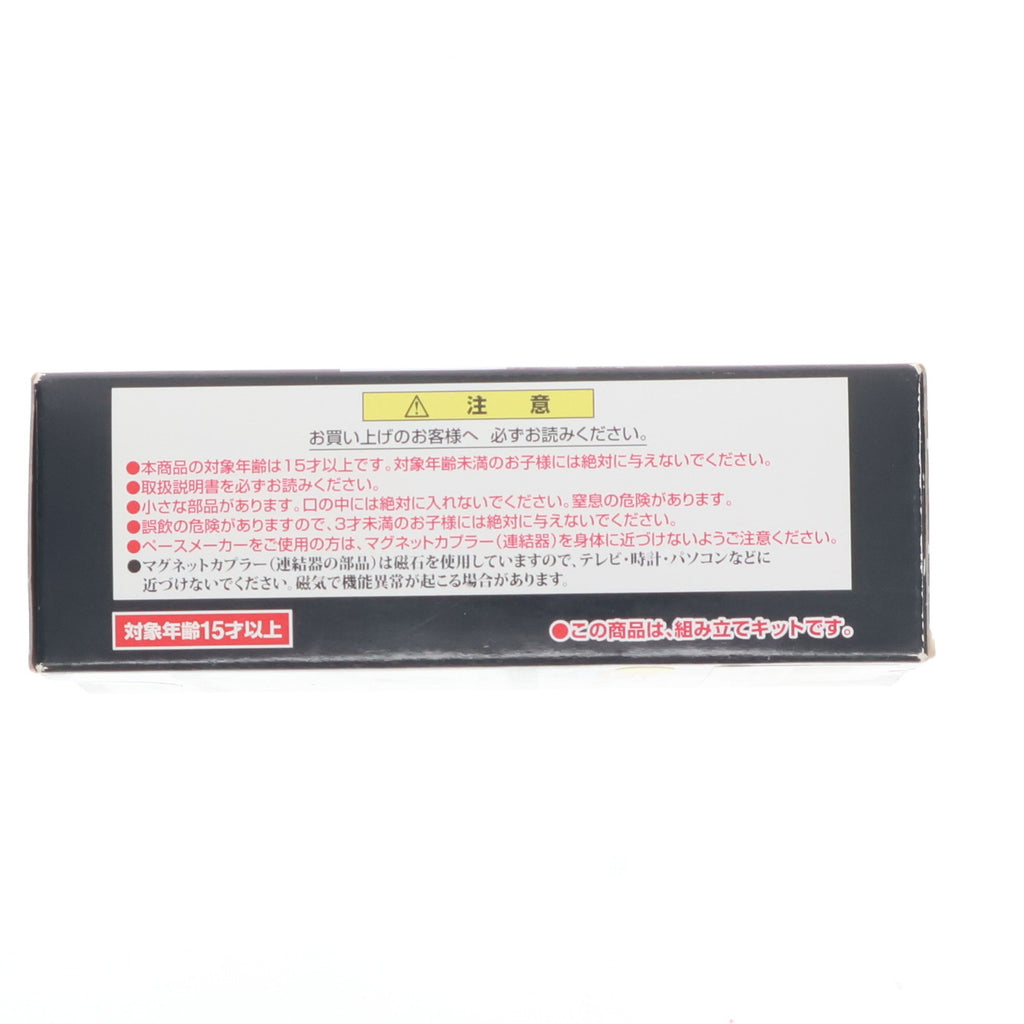 ⚠ 注 意
お買い上げのお客様へ 必ずお読みください。
●本商品の対象年齢は15才以上です。対象年齢未満のお子様には絶対に与えないでください。
●取扱説明書を必ずお読みください。
●小さな部品があります。口の中には絶対に入れないでください。窒息の危険があります。
●誤飲の危険がありますので、3才未満のお子様には絶対に与えないでください。
●ペースメーカーをご使用の方は、マグネットカプラー(連結器)を身体に近づけないようご注意ください。
●マグネットカプラー(連結器の部品)は磁石を使用していますので、テレビ・時計・パソコンなどに
近づけないでください。磁気で機能異常が起こる場合があります。
対象年齢15才以上
●この商品は、組み立てキットです。